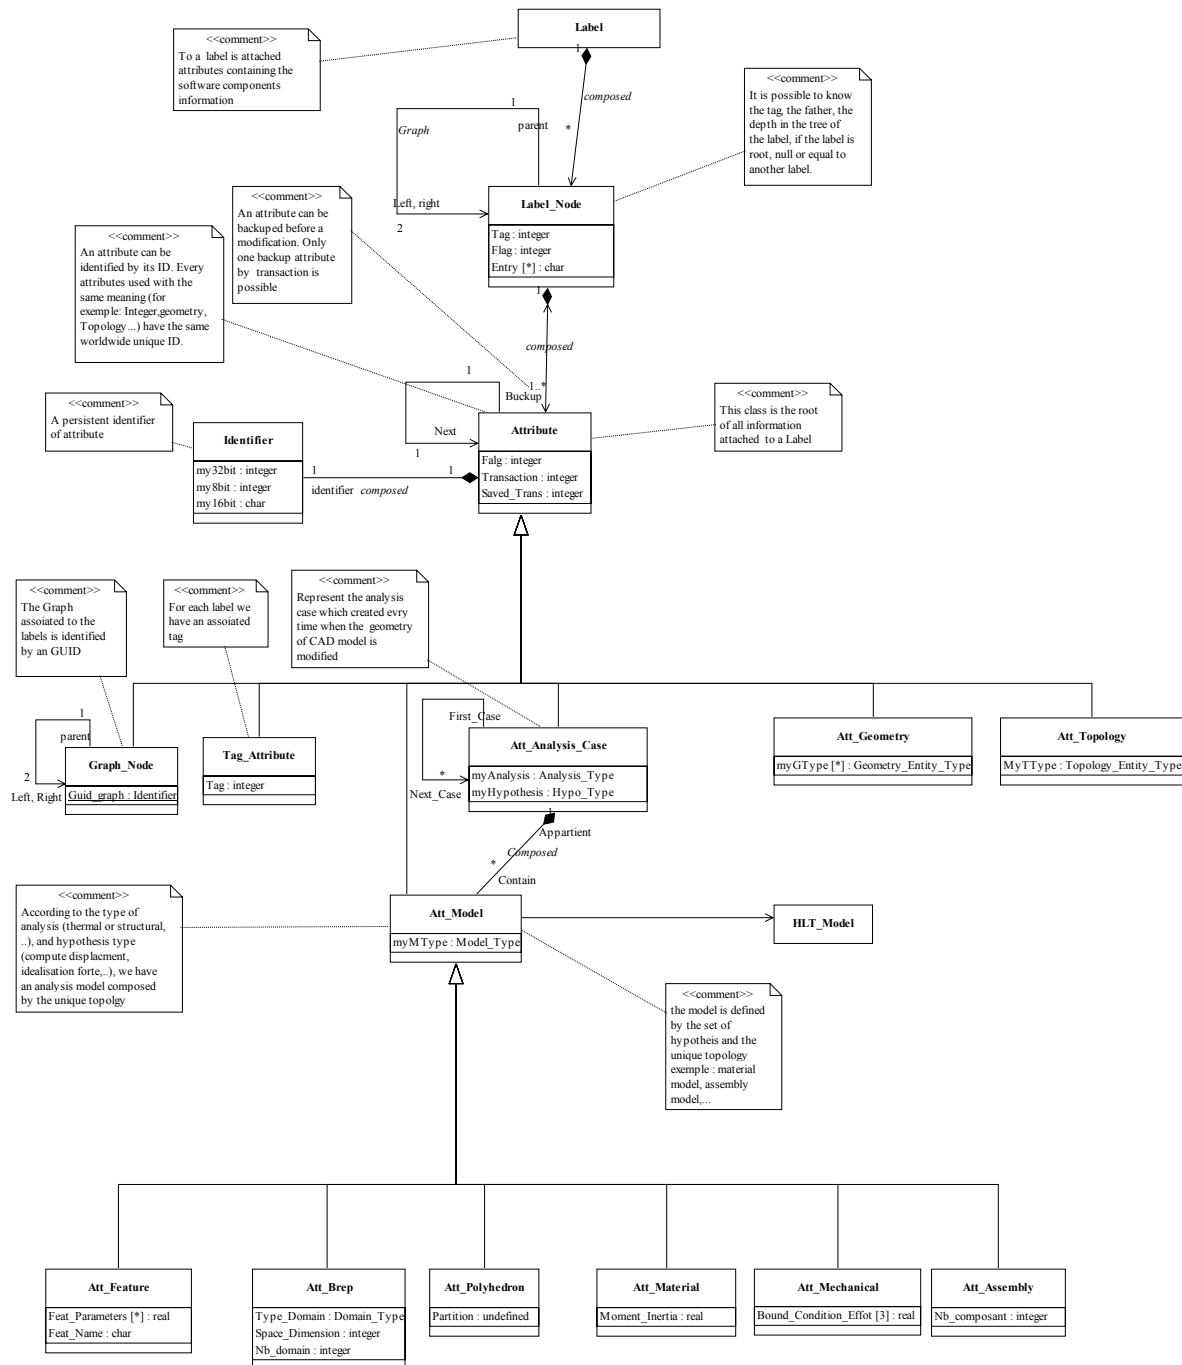 Label
<<comment>>
To a label is attached
attributes containing the
software components
information
1
composed
*
<<comment>>
It is possible to know
the tag, the father, the
depth in the tree of
the label, if the label is
root, null or equal to
another label.
1
parent
Graph
Left, right
2
Label_Node
Tag : integer
Flag : integer
Entry [*] : char
<<comment>>
An attribute can be
backuped before a
modification. Only
one backup attribute
by transaction is
possible
<<comment>>
An attribute can be
identified by its ID. Every
attributes used with the
same meaning (for
exemple: Integer,geometry,
Topology...) have the same
worldwide unique ID.
1
composed
1..*
Buckup
1
Next
1
Attribute
Falg : integer
Transaction : integer
Saved_Trans : integer
<<comment>>
This class is the root
of all information
attached to a Label
<<comment>>
A persistent identifier
of attribute
Identifier
my32bit : integer
my8bit : integer
my16bit : char
1
1
identifier composed
<<comment>>
The Graph
assoiated to the
labels is identified
by an GUID
<<comment>>
For each label we
have an assoiated
tag
<<comment>>
Represent the analysis
case which created evry
time when the geometry
of CAD model is
modified
1
parent
2
Left, Right
Graph_Node
Guid_graph : Identifier
Tag_Attribute
Tag : integer
First_Case
*
Next_Case
Att_Analysis_Case
myAnalysis : Analysis_Type
myHypothesis : Hypo_Type
Att_Geometry
myGType [*] : Geometry_Entity_Type
Att_Topology
MyTType : Topology_Entity_Type
1
Appartient
Composed
*
Contain
<<comment>>
According to the type of
analysis (thermal or structural,
..), and hypothesis type
(compute displacment,
idealisation forte,..), we have
an analysis model composed
by the unique topolgy
Att_Model
myMType : Model_Type
HLT_Model
<<comment>>
the model is defined
by the set of
hypotheis and the
unique topology
exemple : material
model, assembly
model,...
Att_Feature
Feat_Parameters [*] : real
Feat_Name : char
Att_Brep
Type_Domain : Domain_Type
Space_Dimension : integer
Nb_domain : integer
Att_Polyhedron
Partition : undefined
Att_Material
Moment_Inertia : real
Att_Mechanical
Bound_Condition_Effot [3] : real
Att_Assembly
Nb_composant : integer